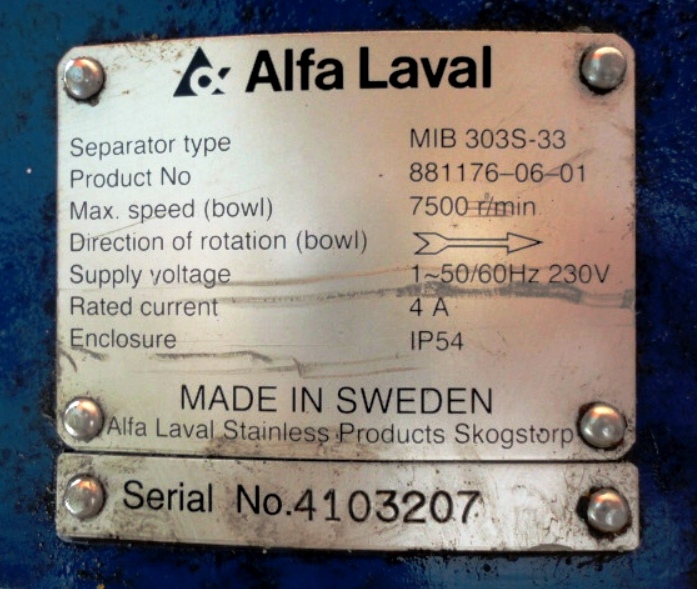 Alfa Laval
Separator type MIB 303S-33
Product No 881176-06-01
Max. speed (bowl) 7500 r/min
Direction of rotation (bowl)
Supply voltage 1~50/60Hz 230V
Rated current 4 A
Enclosure IP54
MADE IN SWEDEN
Alfa Laval Stainless Products Skogstorp
Serial No. 4103207